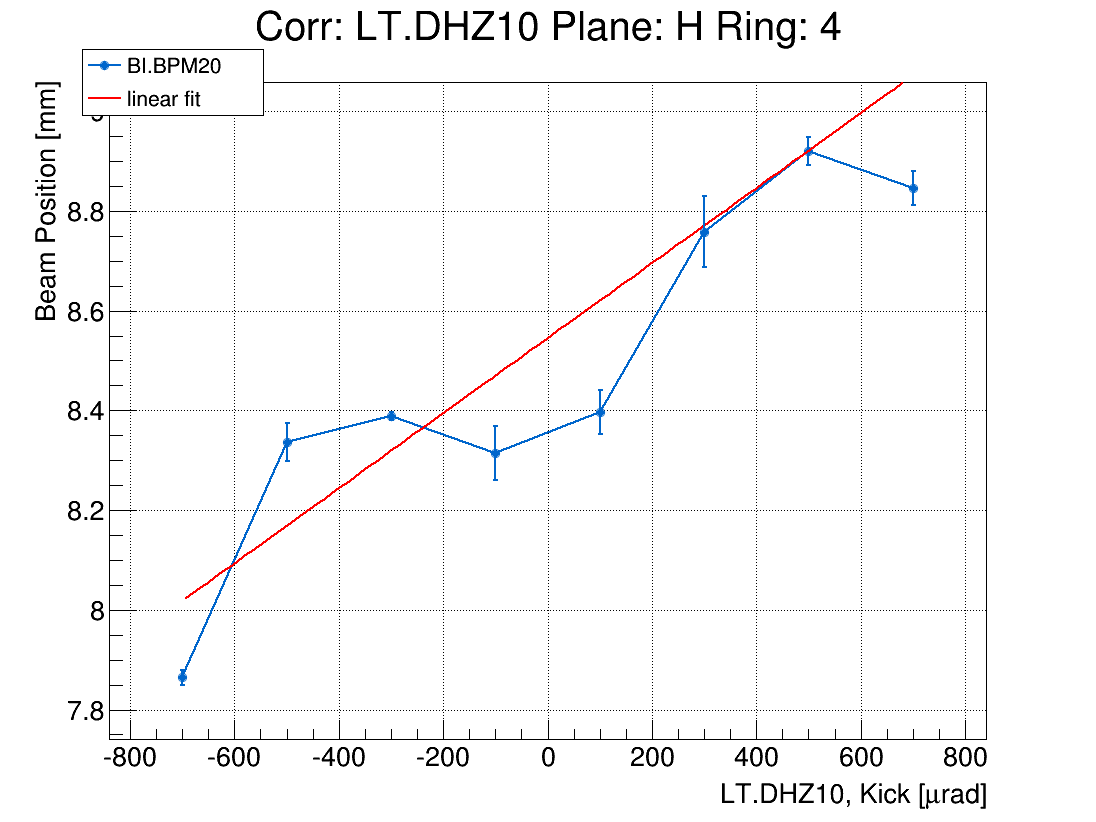 Corr: LT.DHZ10 Plane: H Ring: 4
BI.BPM20
linear fit
Beam Position [mm]
8.8
8.6
8.4
8.2
8
7.8
-800 -600 -400 -200 0 200 400 600 800
LT.DHZ10, Kick [μrad]